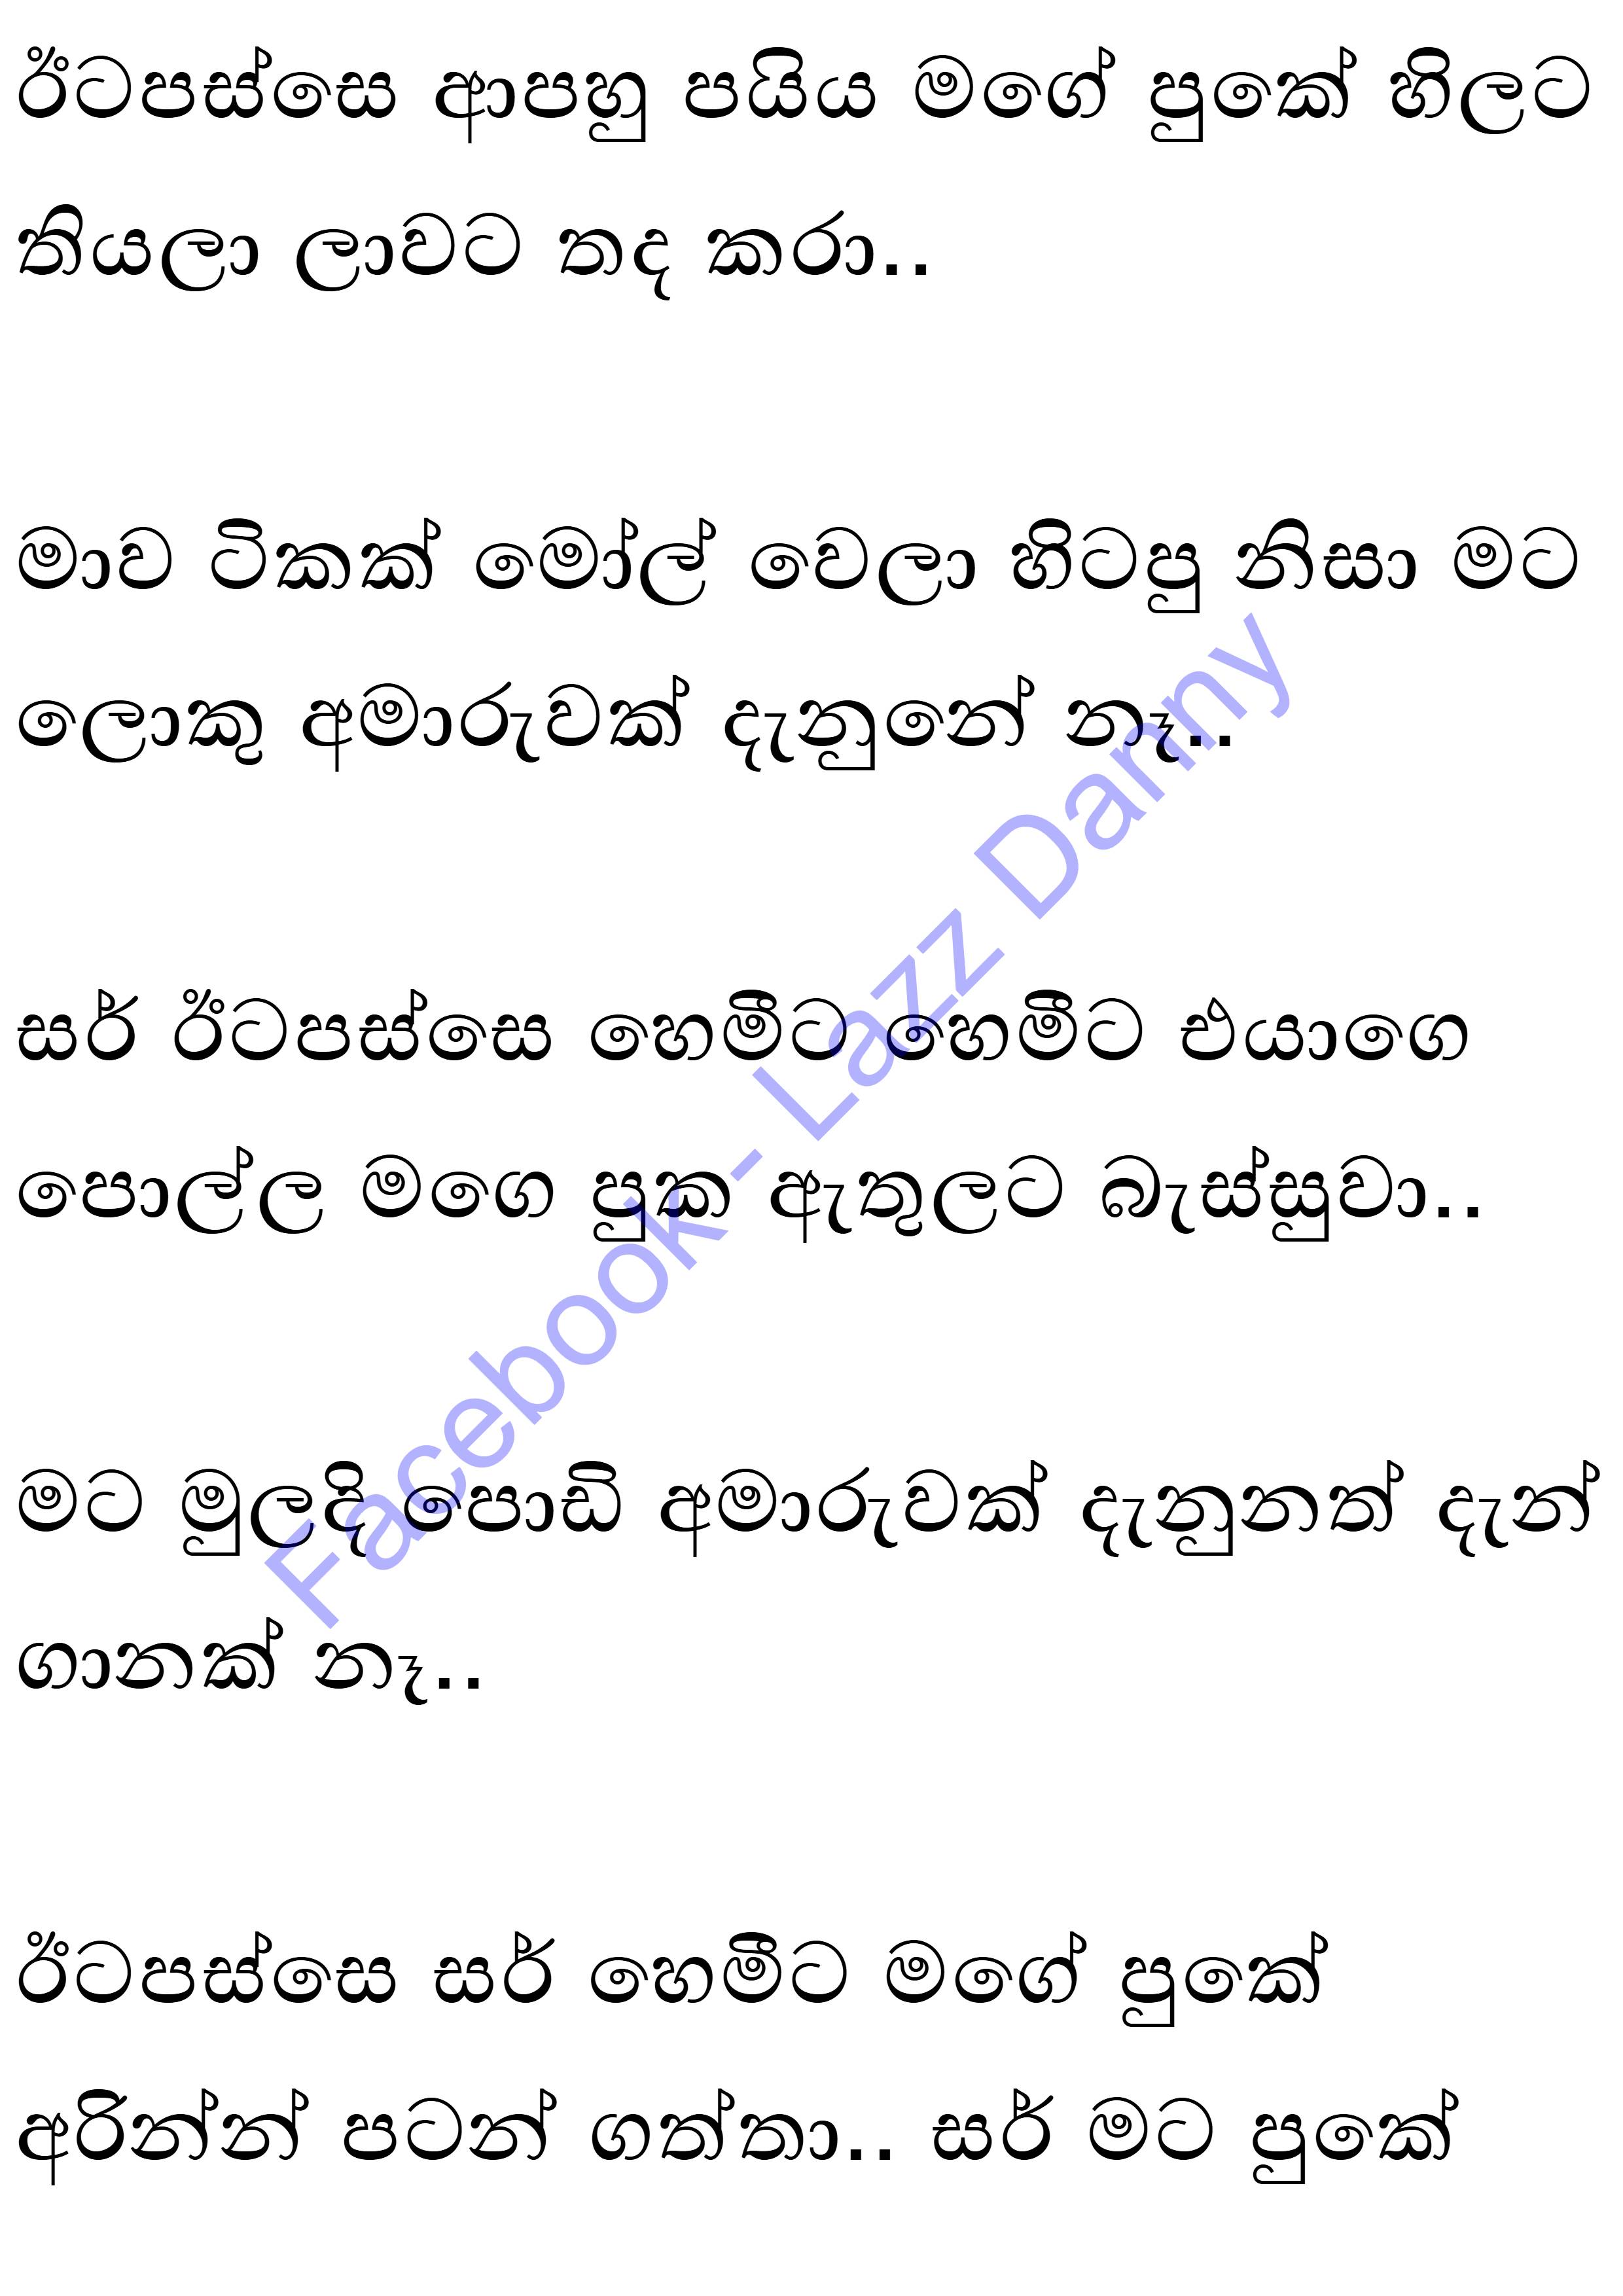 ඊටපස්සෙ ආපහු පයිය මගේ පුකේ හිලට
තියලා ලාවට තද කරා..
මාව ටිකක් මෝල් වෙලා හිටපු නිසා මට
ලොකු අමාරුවක් දැනුනේ නෑ..
සර් ඊටපස්සෙ හෙමීට හෙමීට එයාගෙ
පොල්ල මගෙ පුක ඇතුලට බැස්සුවා..
මට මුලදි පොඩි අමාරුවක් දැනුනත් දැන්
ගානක් නෑ..
ඊටපස්සෙ සර් හෙමීට මගේ පුකේ
අරින්න් පටන් ගත්තා.. සර් මට පුකේ
Facebook- Lazz Danny